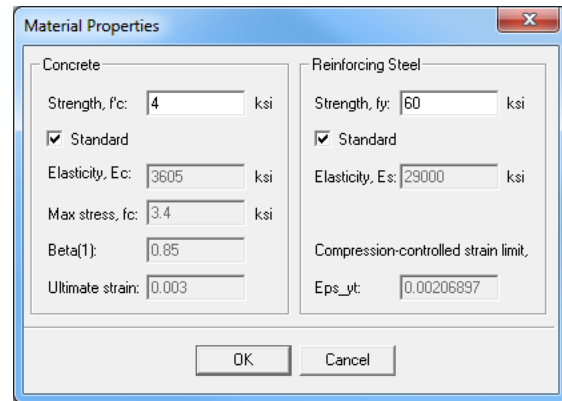 Material Properties
Concrete
Strength, f'c: 4 ksi
Standard
Elasticity, Ec: 3605 ksi
Max stress, fc: 3.4 ksi
Beta(1): 0.85
Ultimate strain: 0.003
Reinforcing Steel
Strength, fy: 60 ksi
Standard
Elasticity, Es: 29000 ksi
Compression-controlled strain limit,
Eps_yt: 0.00206897
OK Cancel